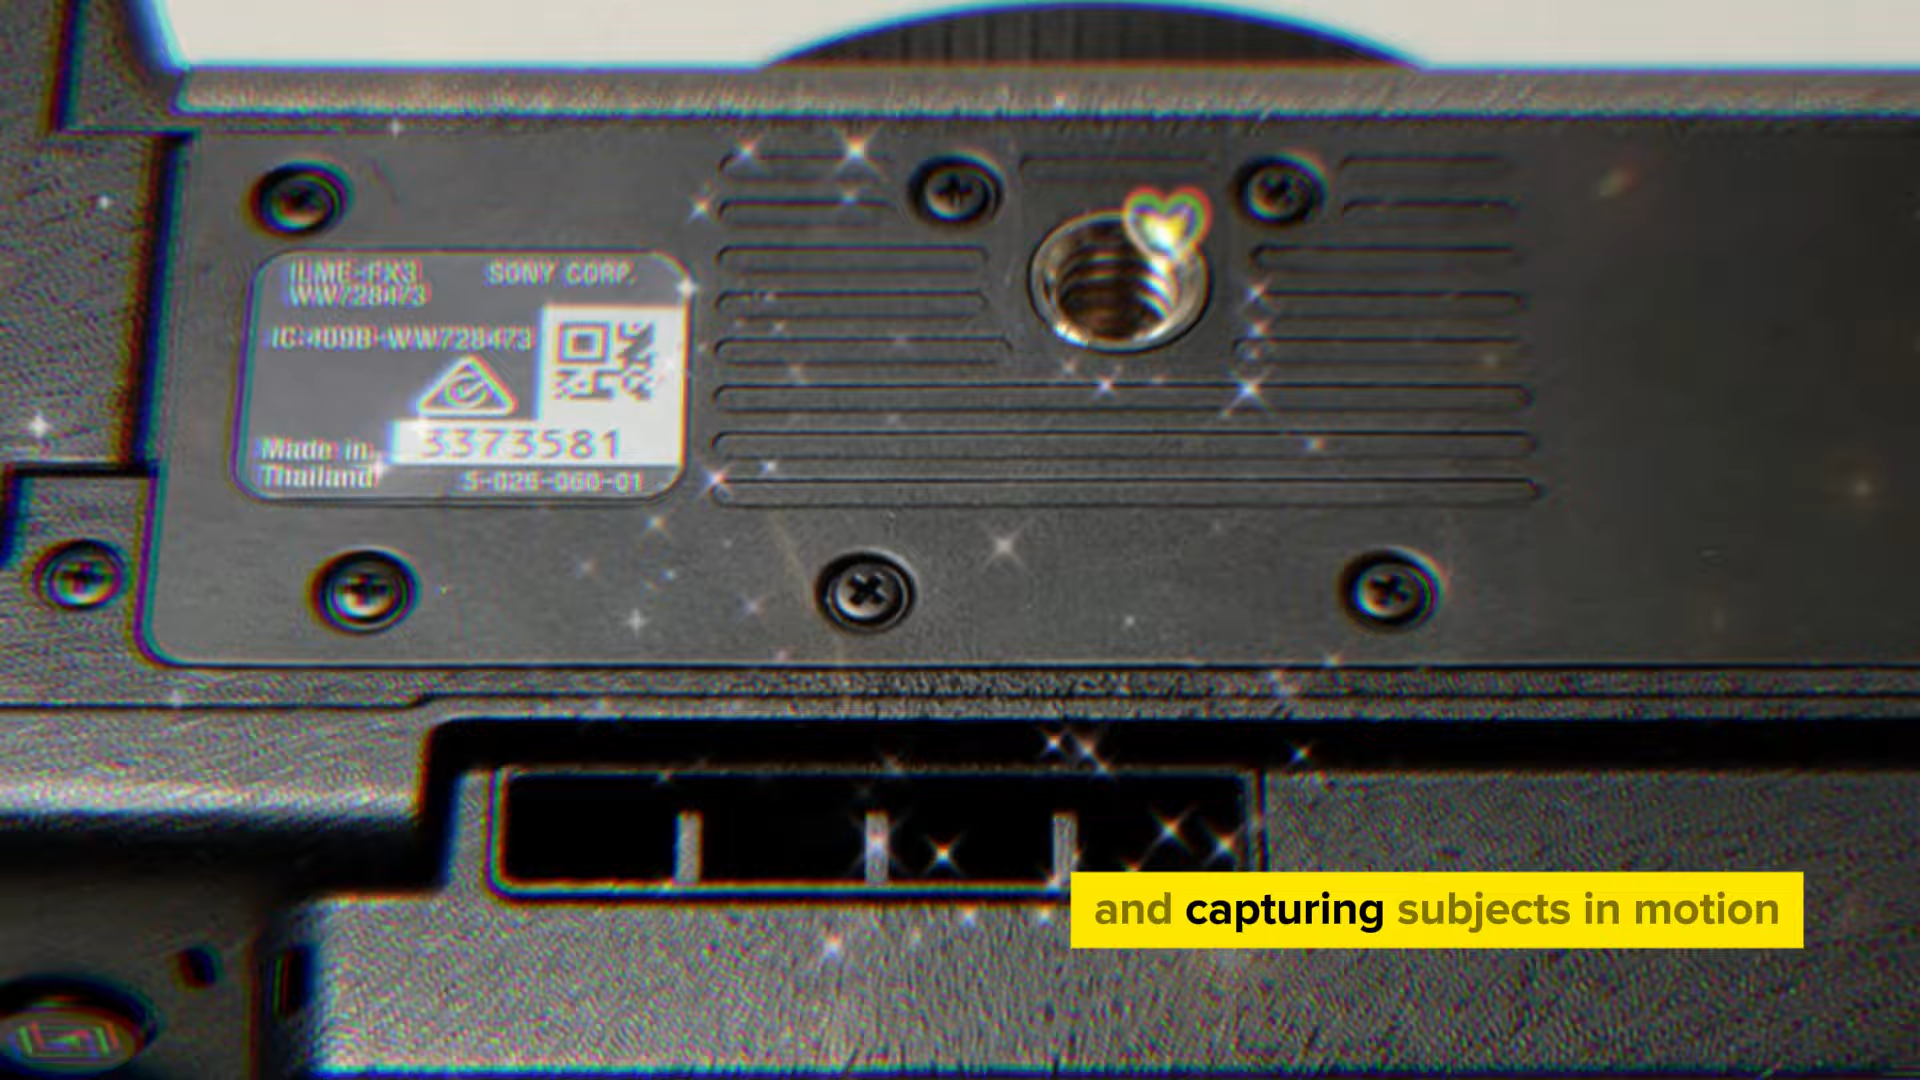 ILME-FX3
WW728473
SONY CORP.
IC:409B-WW728473
3373581
Made in
Thailand
5-026-060-01
and capturing subjects in motion